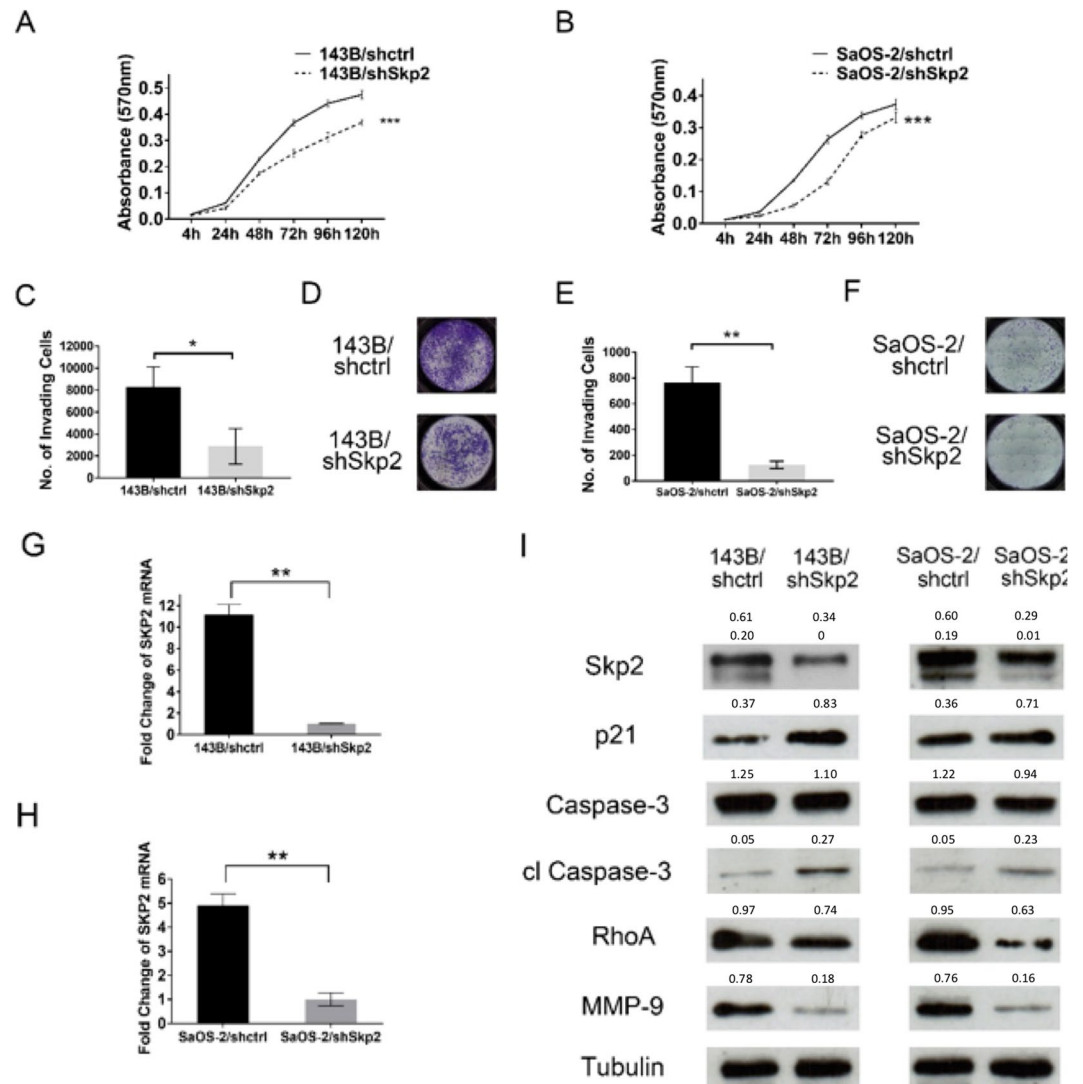 A
143B/shctrl
143B/shSkp2
Absorbance (570nm)
0.5
0.4
0.3
0.2
0.1
0.0
***
4h 24h 48h 72h 96h 120h
B
SaOS-2/shctrl
SaOS-2/shSkp2
Absorbance (570nm)
0.4
0.3
0.2
0.1
0.0
***
4h 24h 48h 72h 96h 120h
C
No. of Invading Cells
12000
10000
8000
6000
4000
2000
0
*
143B/shctrl 143B/shSkp2
D
143B/
shctrl
143B/
shSkp2
E
No. of Invading Cells
1000
800
600
400
200
0
**
SaOS-2/shctrl SaOS-2/shSkp2
F
SaOS-2/
shctrl
SaOS-2/
shSkp2
G
Fold Change of SKP2 mRNA
12
10
8
6
4
2
0
**
143B/shctrl 143B/shSkp2
H
Fold Change of SKP2 mRNA
6
5
4
3
2
1
0
**
SaOS-2/shctrl SaOS-2/shSkp2
I
143B/ 143B/ SaOS-2/ SaOS-2
shctrl shSkp2 shctrl shSkp2
0.61 0.34 0.60 0.29
0.20 0 0.19 0.01
Skp2
0.37 0.83 0.36 0.71
p21
1.25 1.10 1.22 0.94
Caspase-3
0.05 0.27 0.05 0.23
cl Caspase-3
0.97 0.74 0.95 0.63
RhoA
0.78 0.18 0.76 0.16
MMP-9
Tubulin